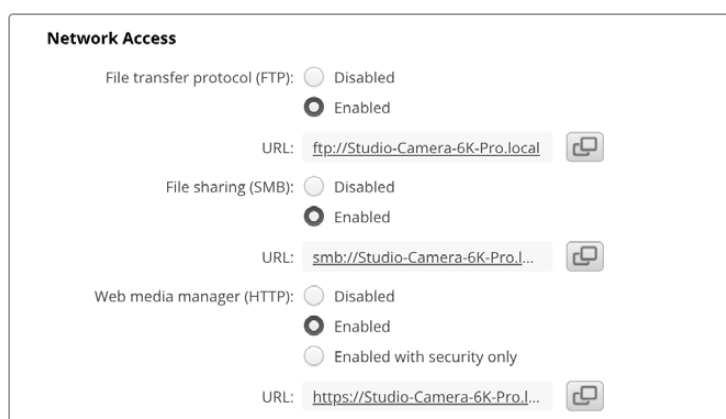 Network Access
File transfer protocol (FTP): Disabled
Enabled
URL: ftp://Studio-Camera-6K-Pro.local
File sharing (SMB): Disabled
Enabled
URL: smb://Studio-Camera-6K-Pro.l...
Web media manager (HTTP): Disabled
Enabled
Enabled with security only
URL: https://Studio-Camera-6K-Pro.l...